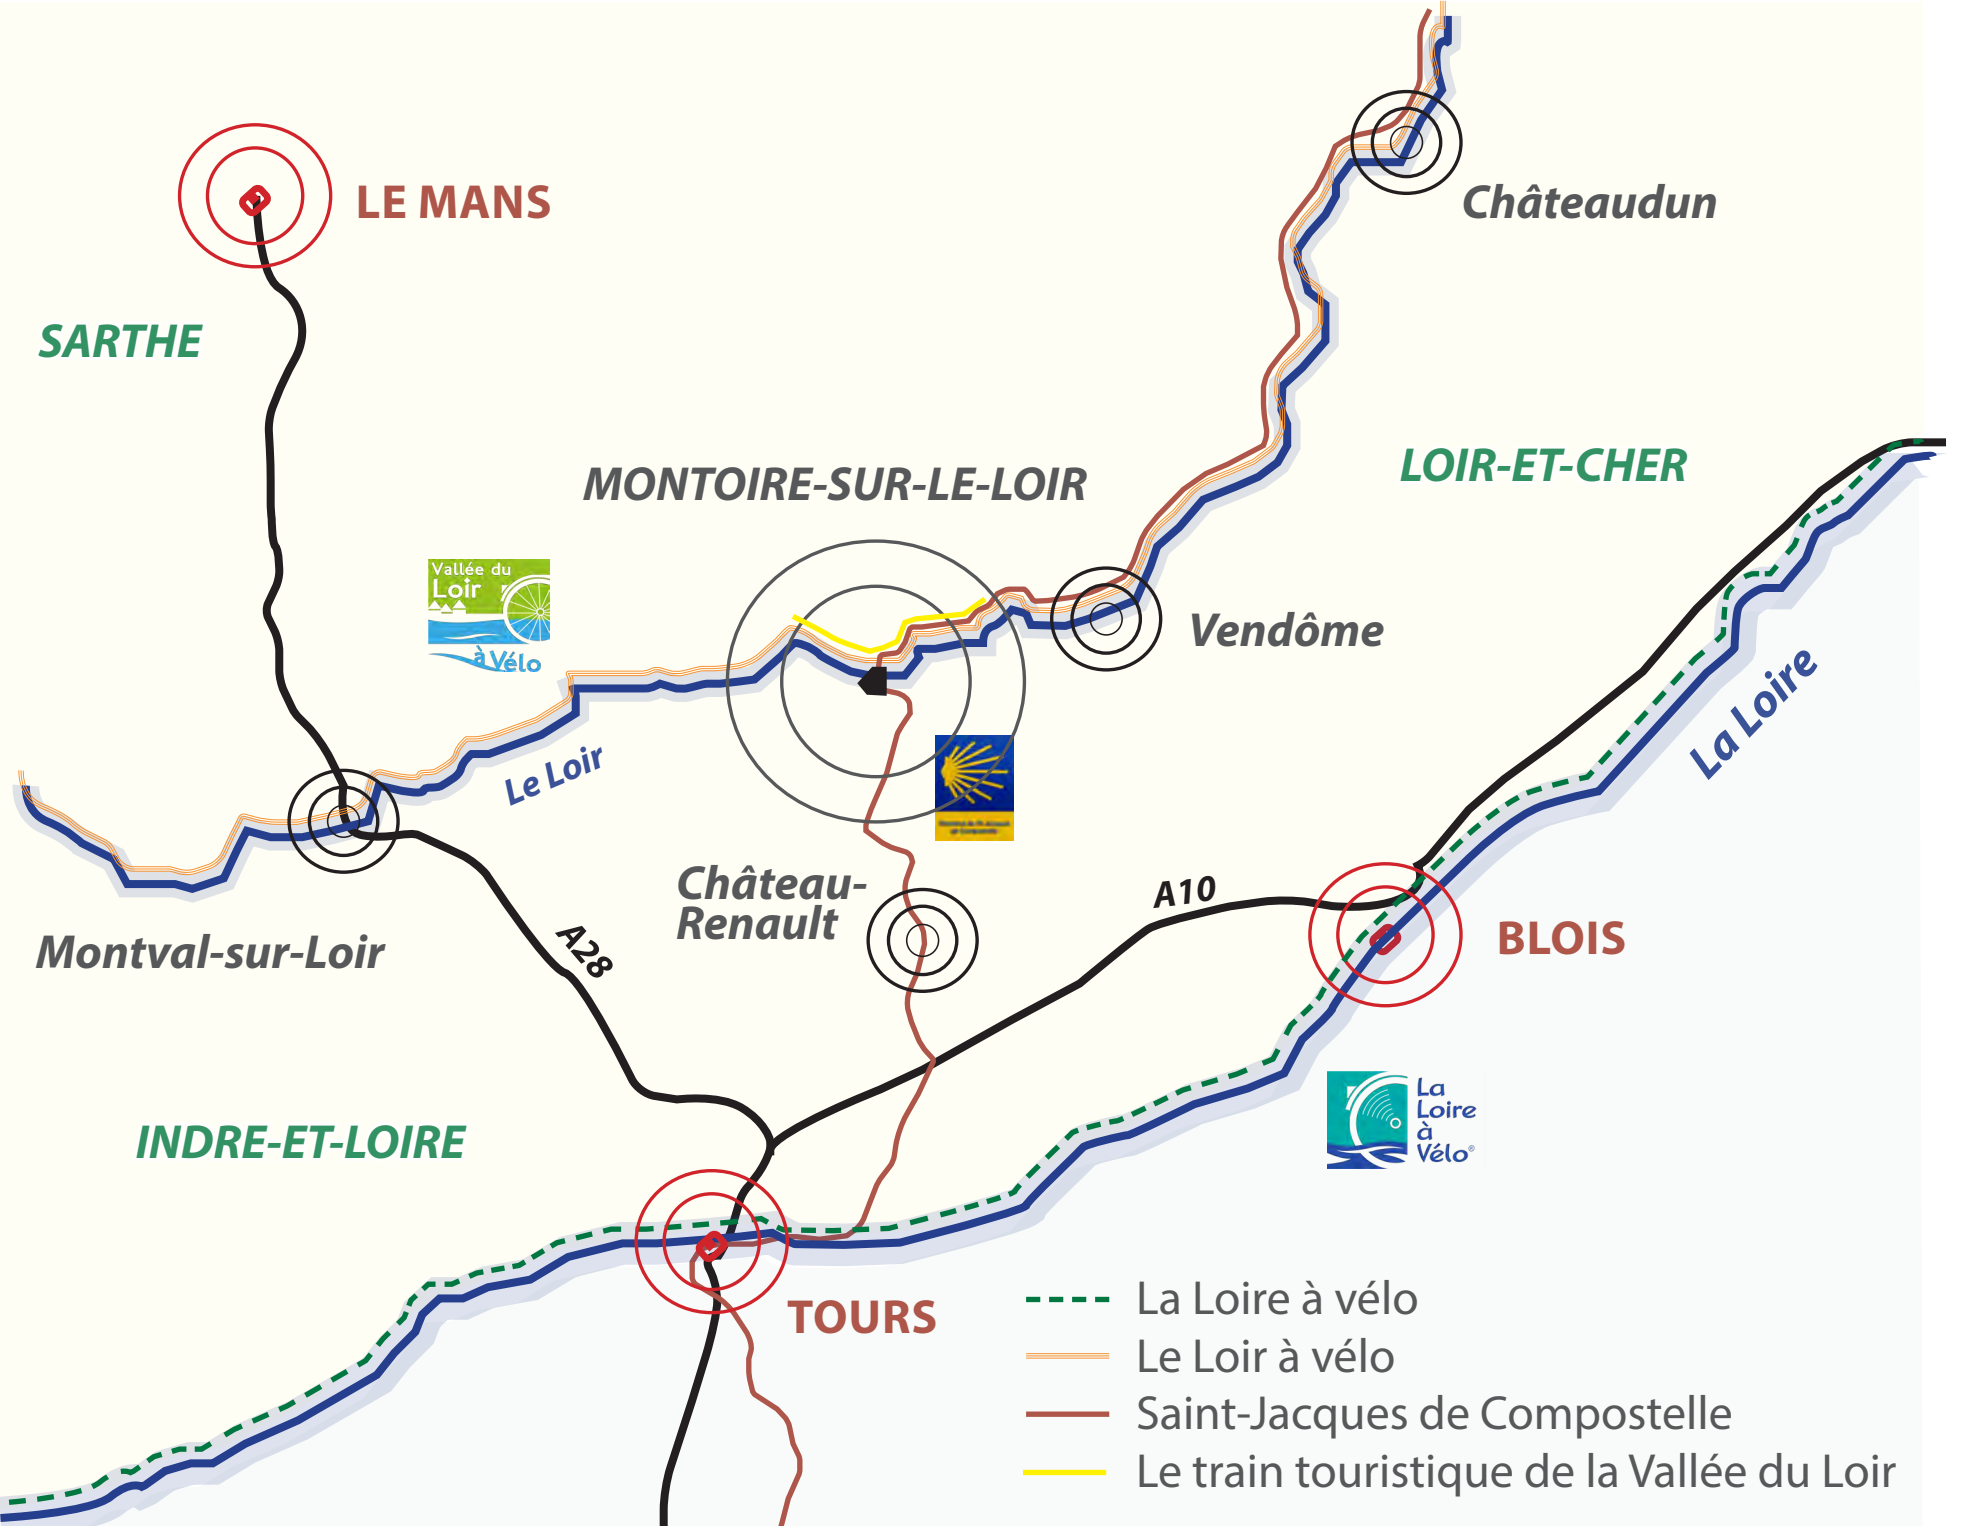 LE MANS
Châteaudun
SARTHE
MONTOIRE-SUR-LE-LOIR
LOIR-ET-CHER
Vallée du
Loir
à Vélo
Vendôme
La Loire
Le Loir
Château-
Renault
A10
A28
Montval-sur-Loir
BLOIS
La
Loire
à
Vélo®
INDRE-ET-LOIRE
TOURS
La Loire à vélo
Le Loir à vélo
Saint-Jacques de Compostelle
Le train touristique de la Vallée du Loir